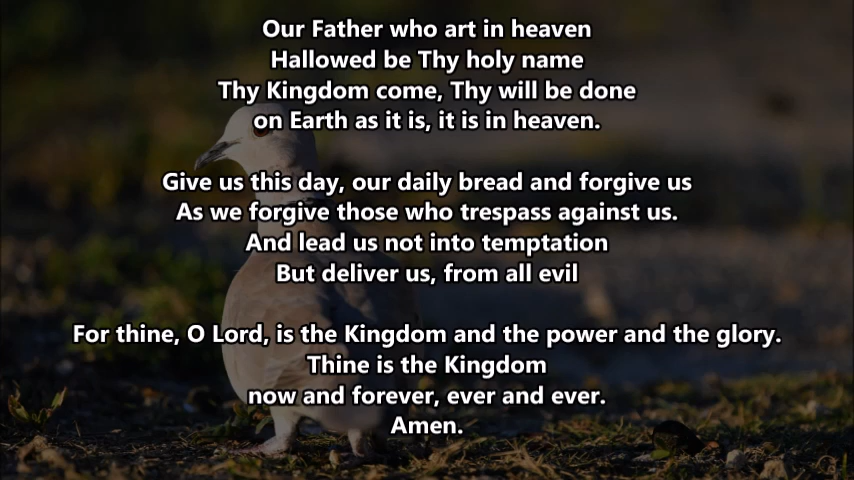 Our Father who art in heaven
Hallowed be Thy holy name
Thy Kingdom come, Thy will be done
on Earth as it is, it is in heaven.
Give us this day, our daily bread and forgive us
As we forgive those who trespass against us.
And lead us not into temptation
But deliver us, from all evil
For thine, O Lord, is the Kingdom and the power and the glory.
Thine is the Kingdom
now and forever, ever and ever.
Amen.